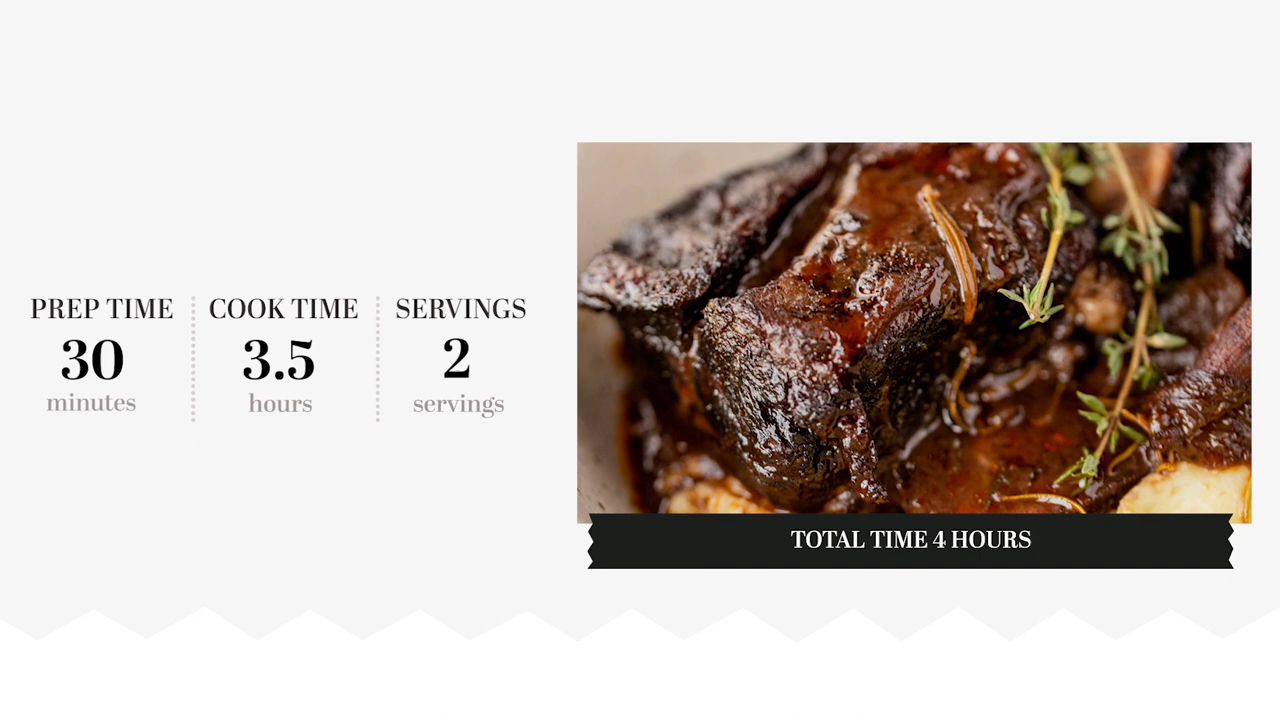 PREP TIME
30
minutes
COOK TIME
3.5
hours
SERVINGS
2
servings
TOTAL TIME 4 HOURS